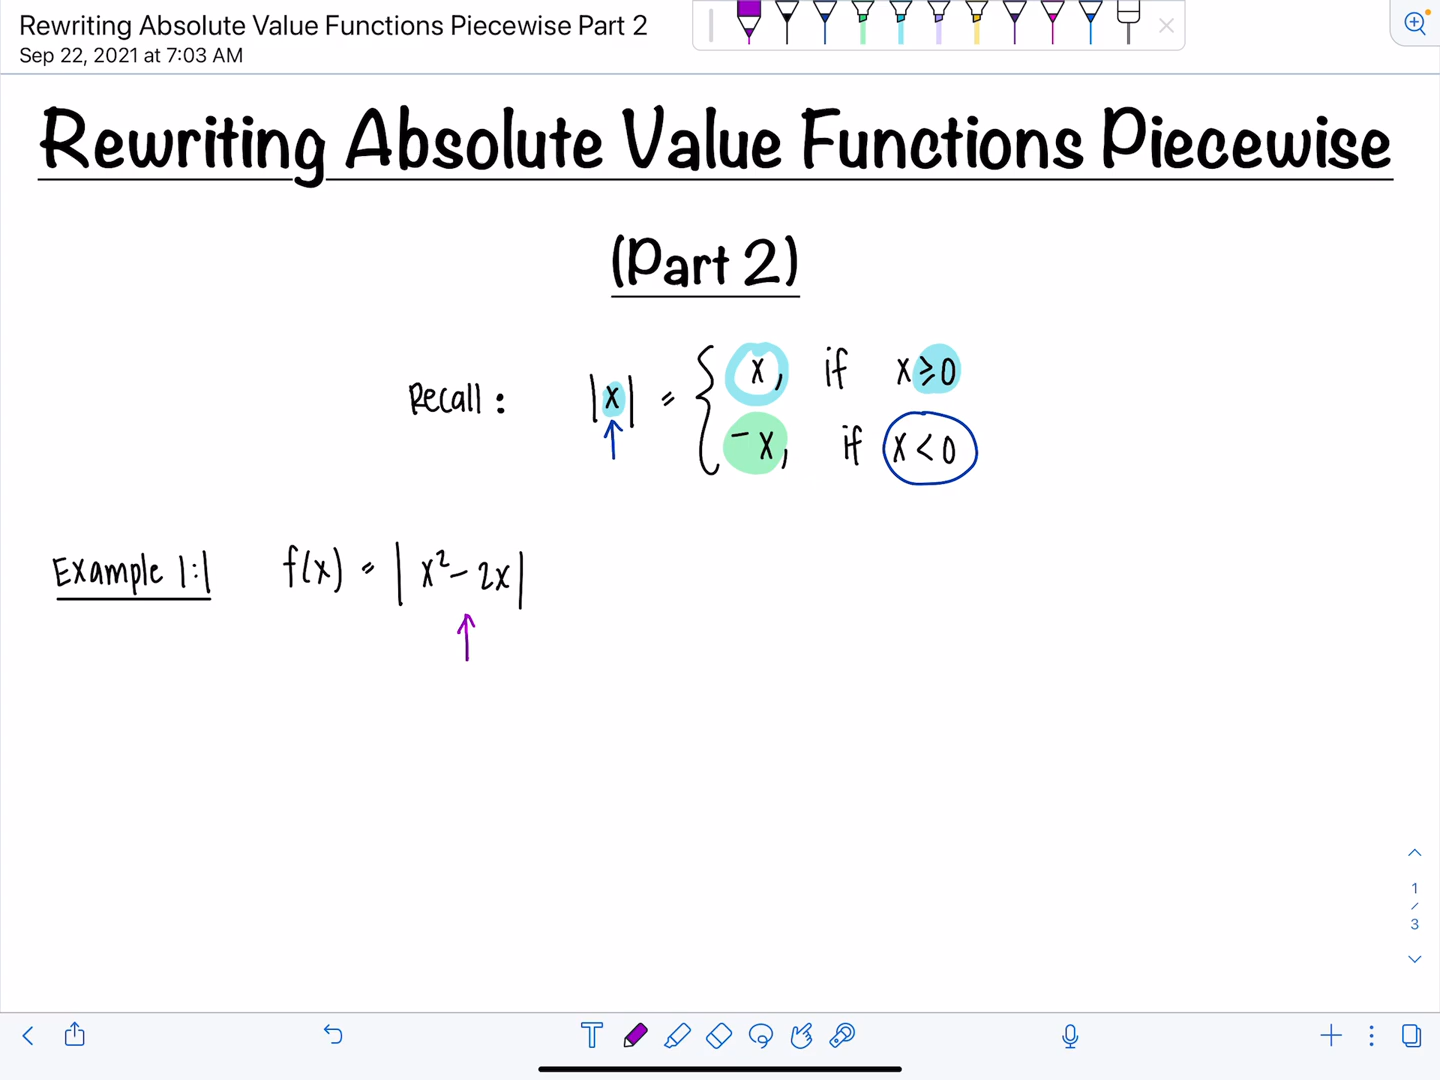 Rewriting Absolute Value Functions Piecewise Part 2
Sep 22, 2021 at 7:03 AM
Rewriting Absolute Value Functions Piecewise
(Part 2)
Recall : |x| = { x, if x ≥ 0
-x, if x < 0
Example 1:| f(x) = | x² - 2x |
1
/
3